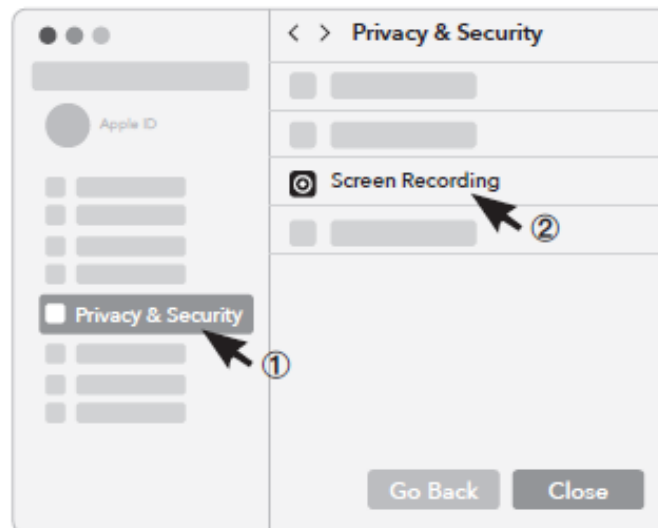 < > Privacy & Security
Apple ID
Screen Recording
②
Privacy & Security
①
Go Back
Close